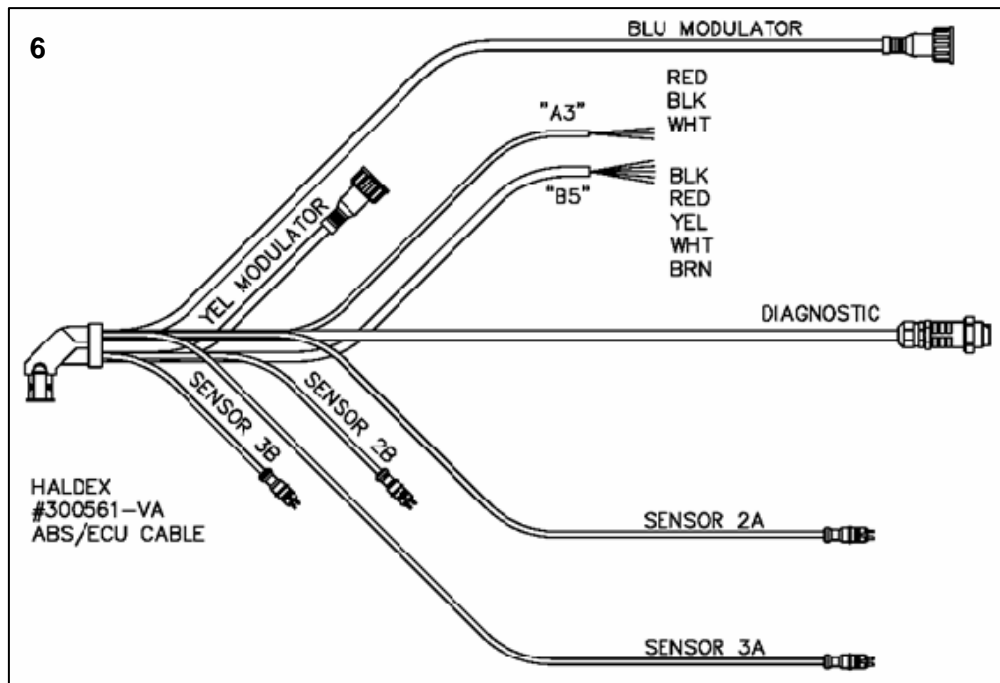 6
BLU MODULATOR
RED
BLK
WHT
"A3"
"B5"
BLK
RED
YEL
WHT
BRN
YEL MODULATOR
DIAGNOSTIC
SENSOR 3B
SENSOR 2B
HALDEX
#300561-VA
ABS/ECU CABLE
SENSOR 2A
SENSOR 3A